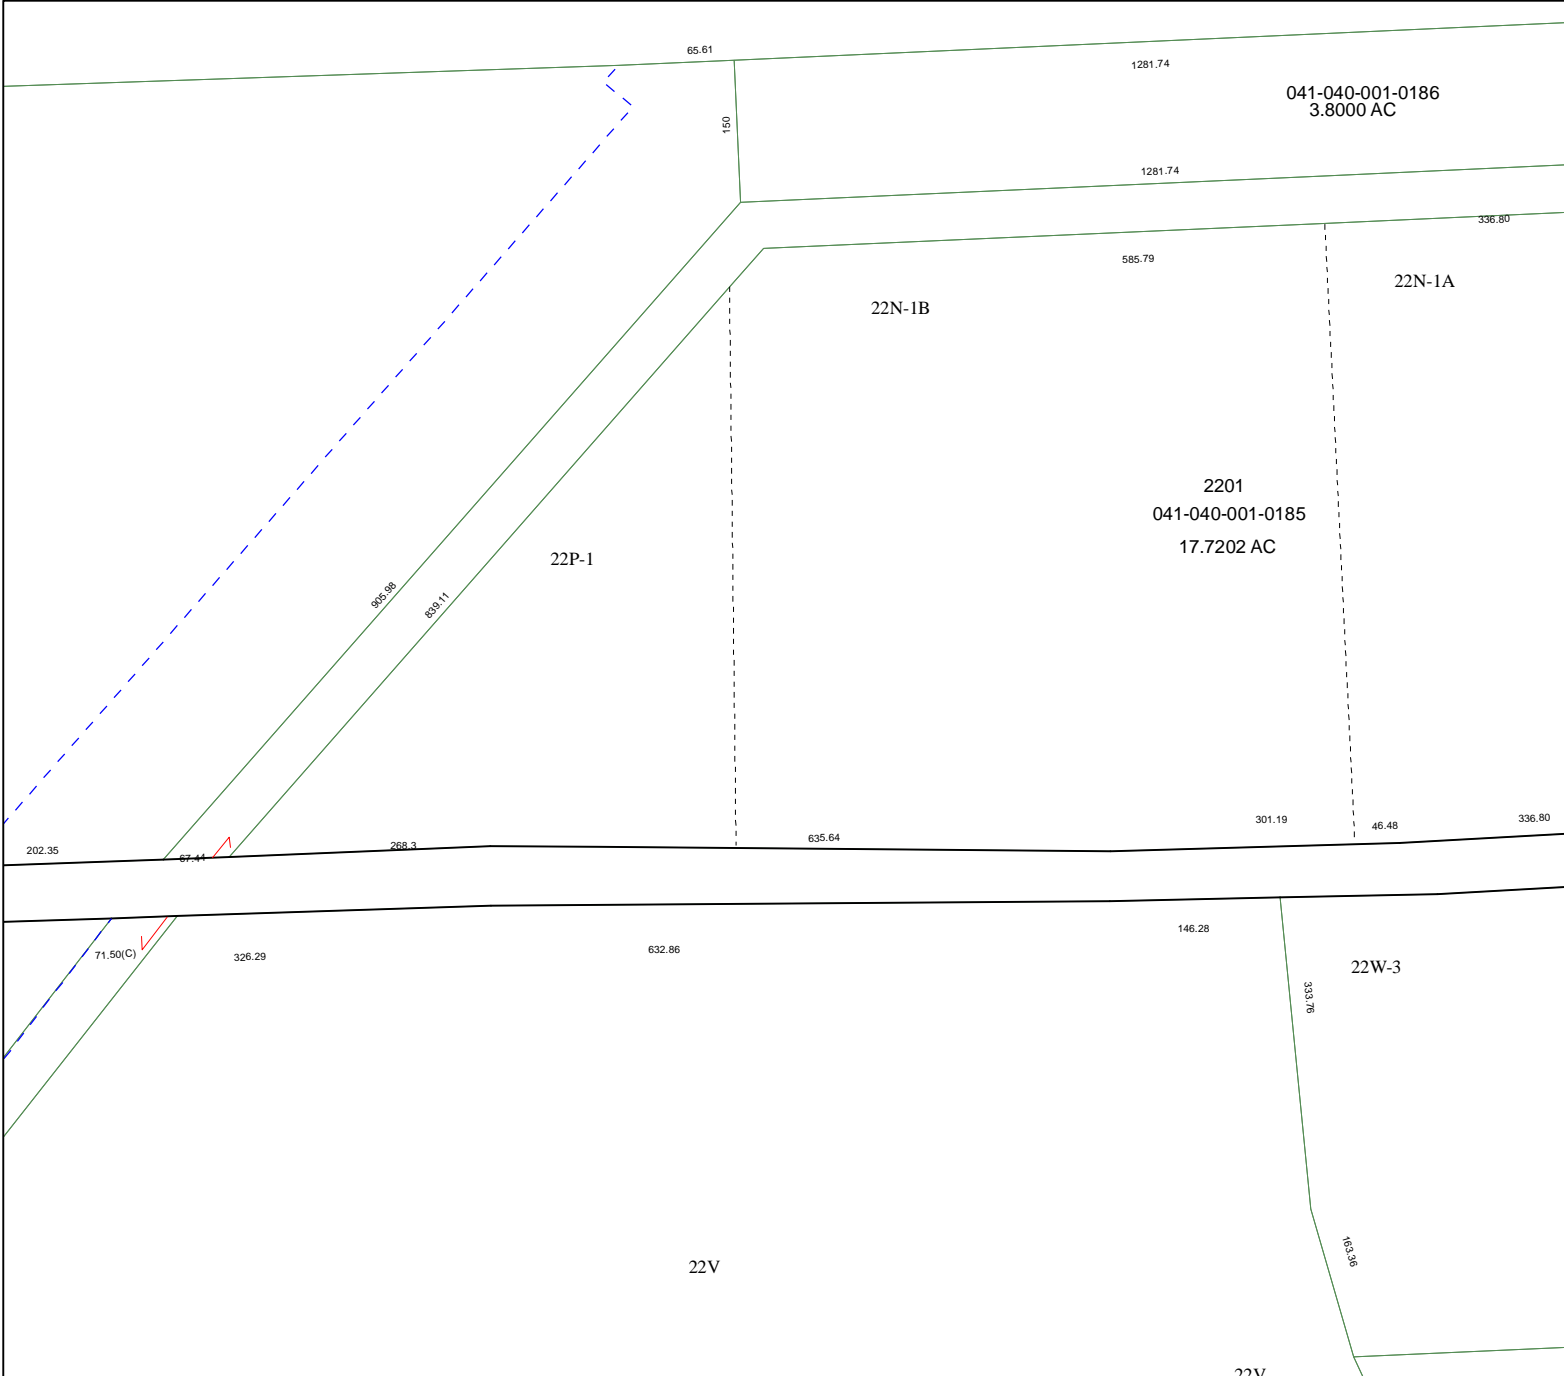 65.61
1281.74
041-040-001-0186
3.8000 AC
150
1281.74
336.80
585.79
22N-1A
22N-1B
2201
041-040-001-0185
17.7202 AC
22P-1
905.98
839.11
202.35
67.44
268.3
635.64
301.19
46.48
336.80
71.50(C)
326.29
632.86
146.28
22W-3
333.76
163.36
22V
22V